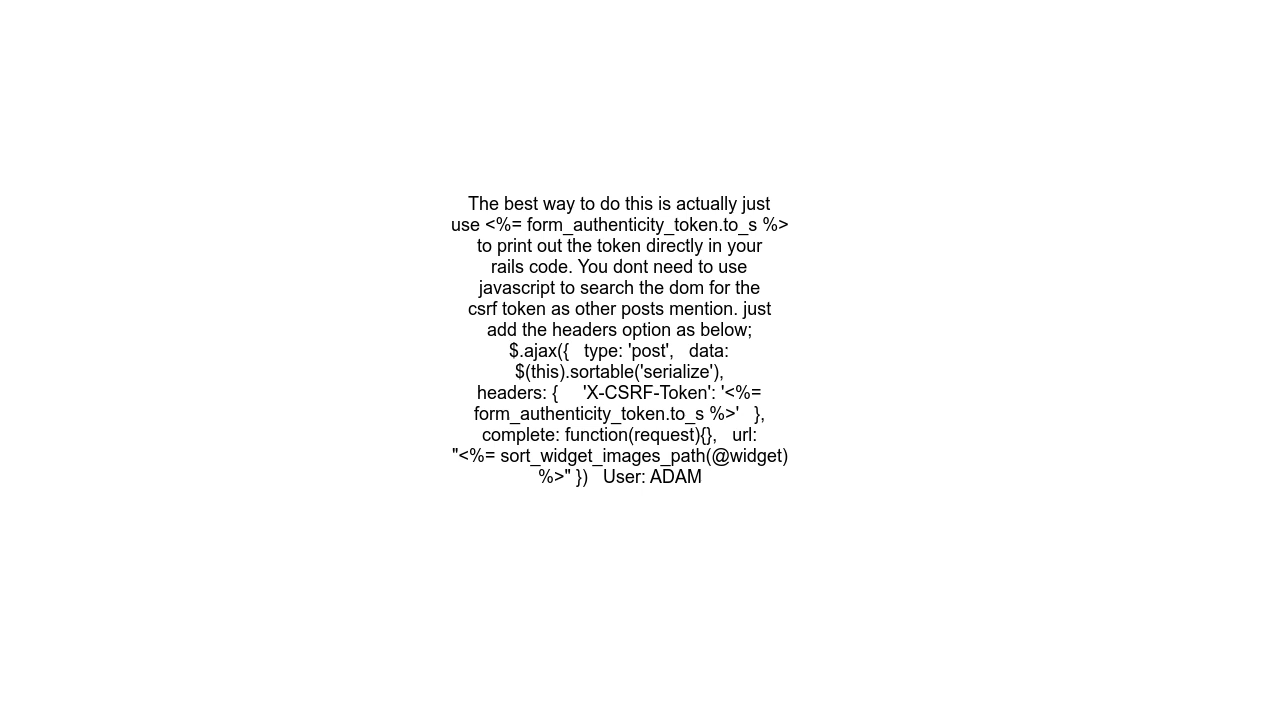 The best way to do this is actually just
use <%= form_authenticity_token.to_s %>
to print out the token directly in your
rails code. You dont need to use
javascript to search the dom for the
csrf token as other posts mention. just
add the headers option as below;
$.ajax({   type: 'post',   data:
$(this).sortable('serialize'),
headers: {     'X-CSRF-Token': '<%=
form_authenticity_token.to_s %>'   },
complete: function(request){},   url:
"<%= sort_widget_images_path(@widget)
%>" })   User: ADAM